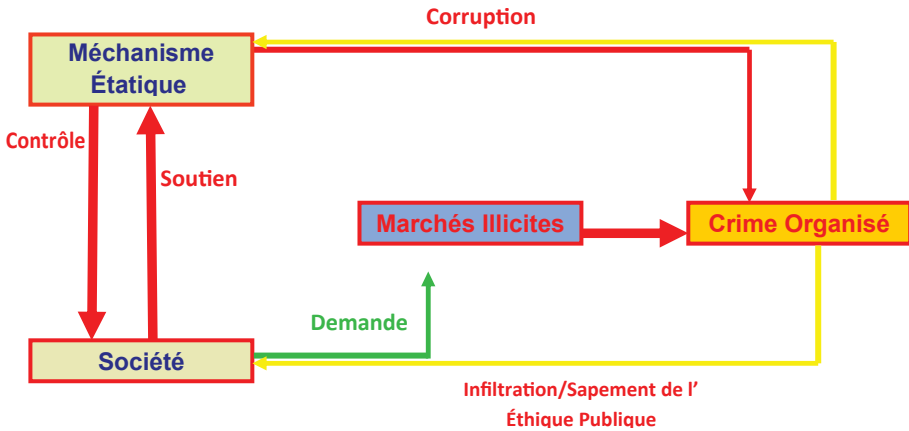 Corruption
Méchanisme
Étatique
Contrôle
Soutien
Marchés Illicites
Crime Organisé
Demande
Société
Infiltration/Sapement de l’
Éthique Publique